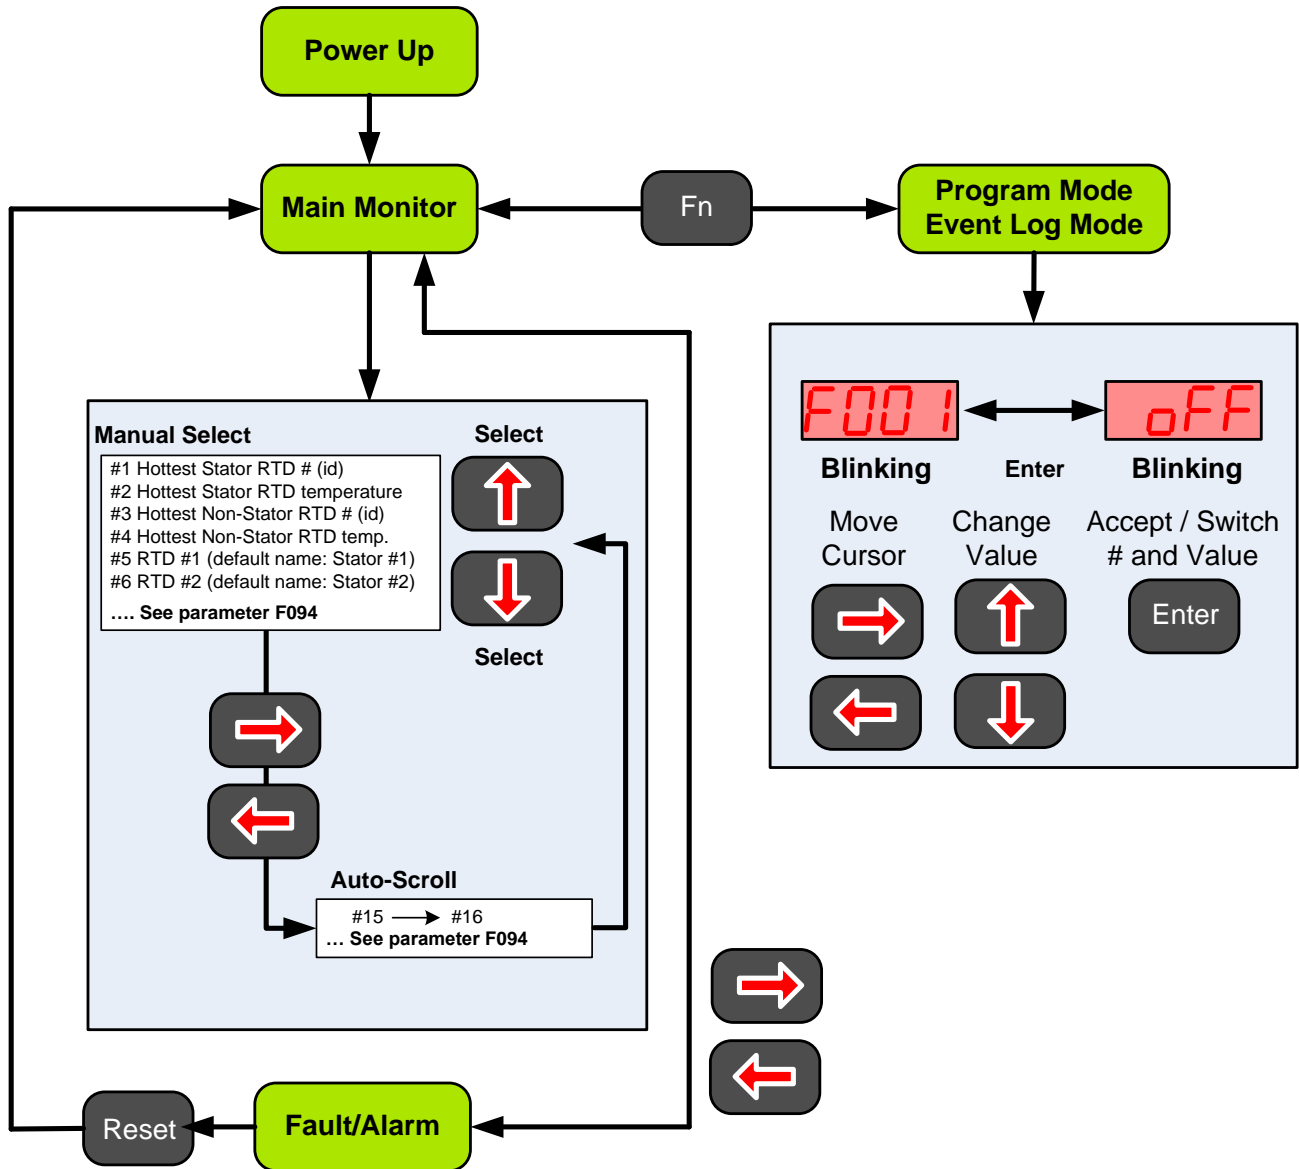 Power Up
Main Monitor
Fn
Program Mode
Event Log Mode
Manual Select
#1 Hottest Stator RTD # (id)
#2 Hottest Stator RTD temperature
#3 Hottest Non-Stator RTD # (id)
#4 Hottest Non-Stator RTD temp.
#5 RTD #1 (default name: Stator #1)
#6 RTD #2 (default name: Stator #2)
.... See parameter F094
Select
Select
Auto-Scroll
#15 #16
... See parameter F094
F001
oFF
Blinking
Enter
Blinking
Move
Cursor
Change
Value
Accept / Switch
# and Value
Enter
Reset
Fault/Alarm